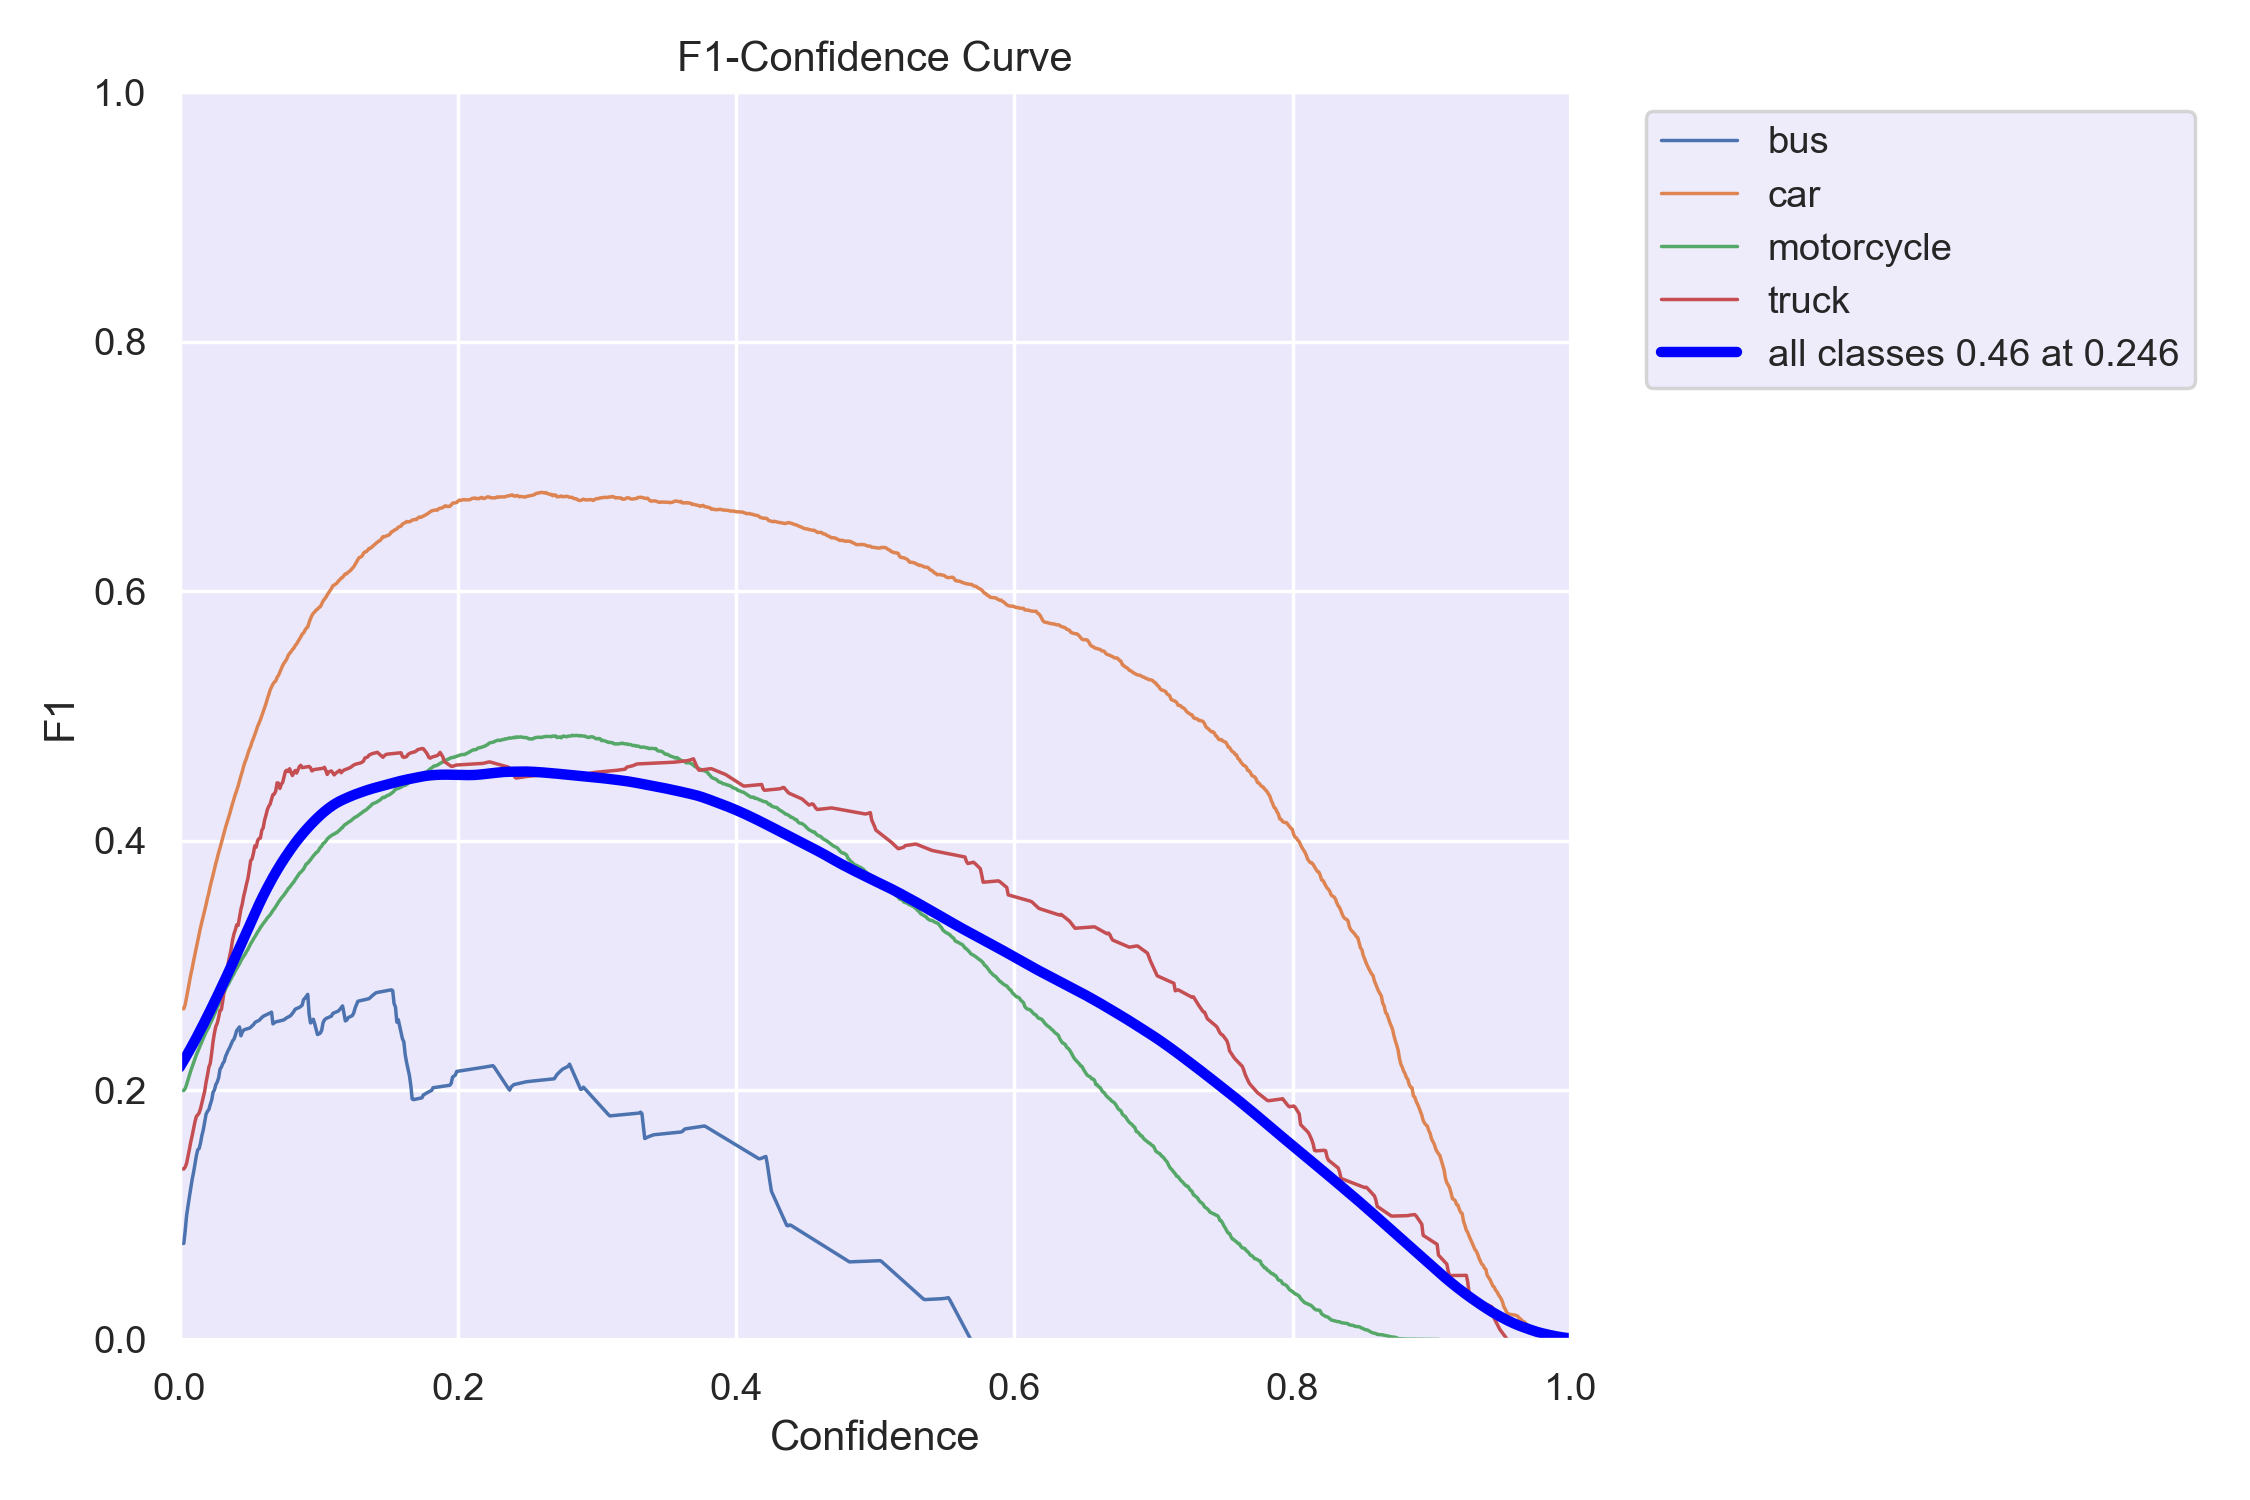 F1-Confidence Curve
1.0
0.8
0.6
0.4
0.2
0.0
F1
0.0 0.2 0.4 0.6 0.8 1.0
Confidence
bus
car
motorcycle
truck
all classes 0.46 at 0.246